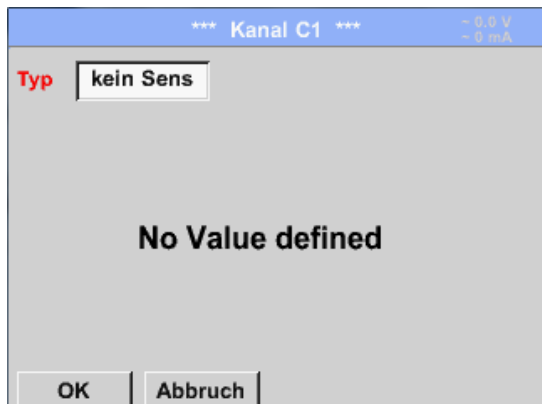 *** Kanal C1 ***
~ 0.0 V
~ 0 mA
Typ kein Sens
No Value defined
OK Abbruch